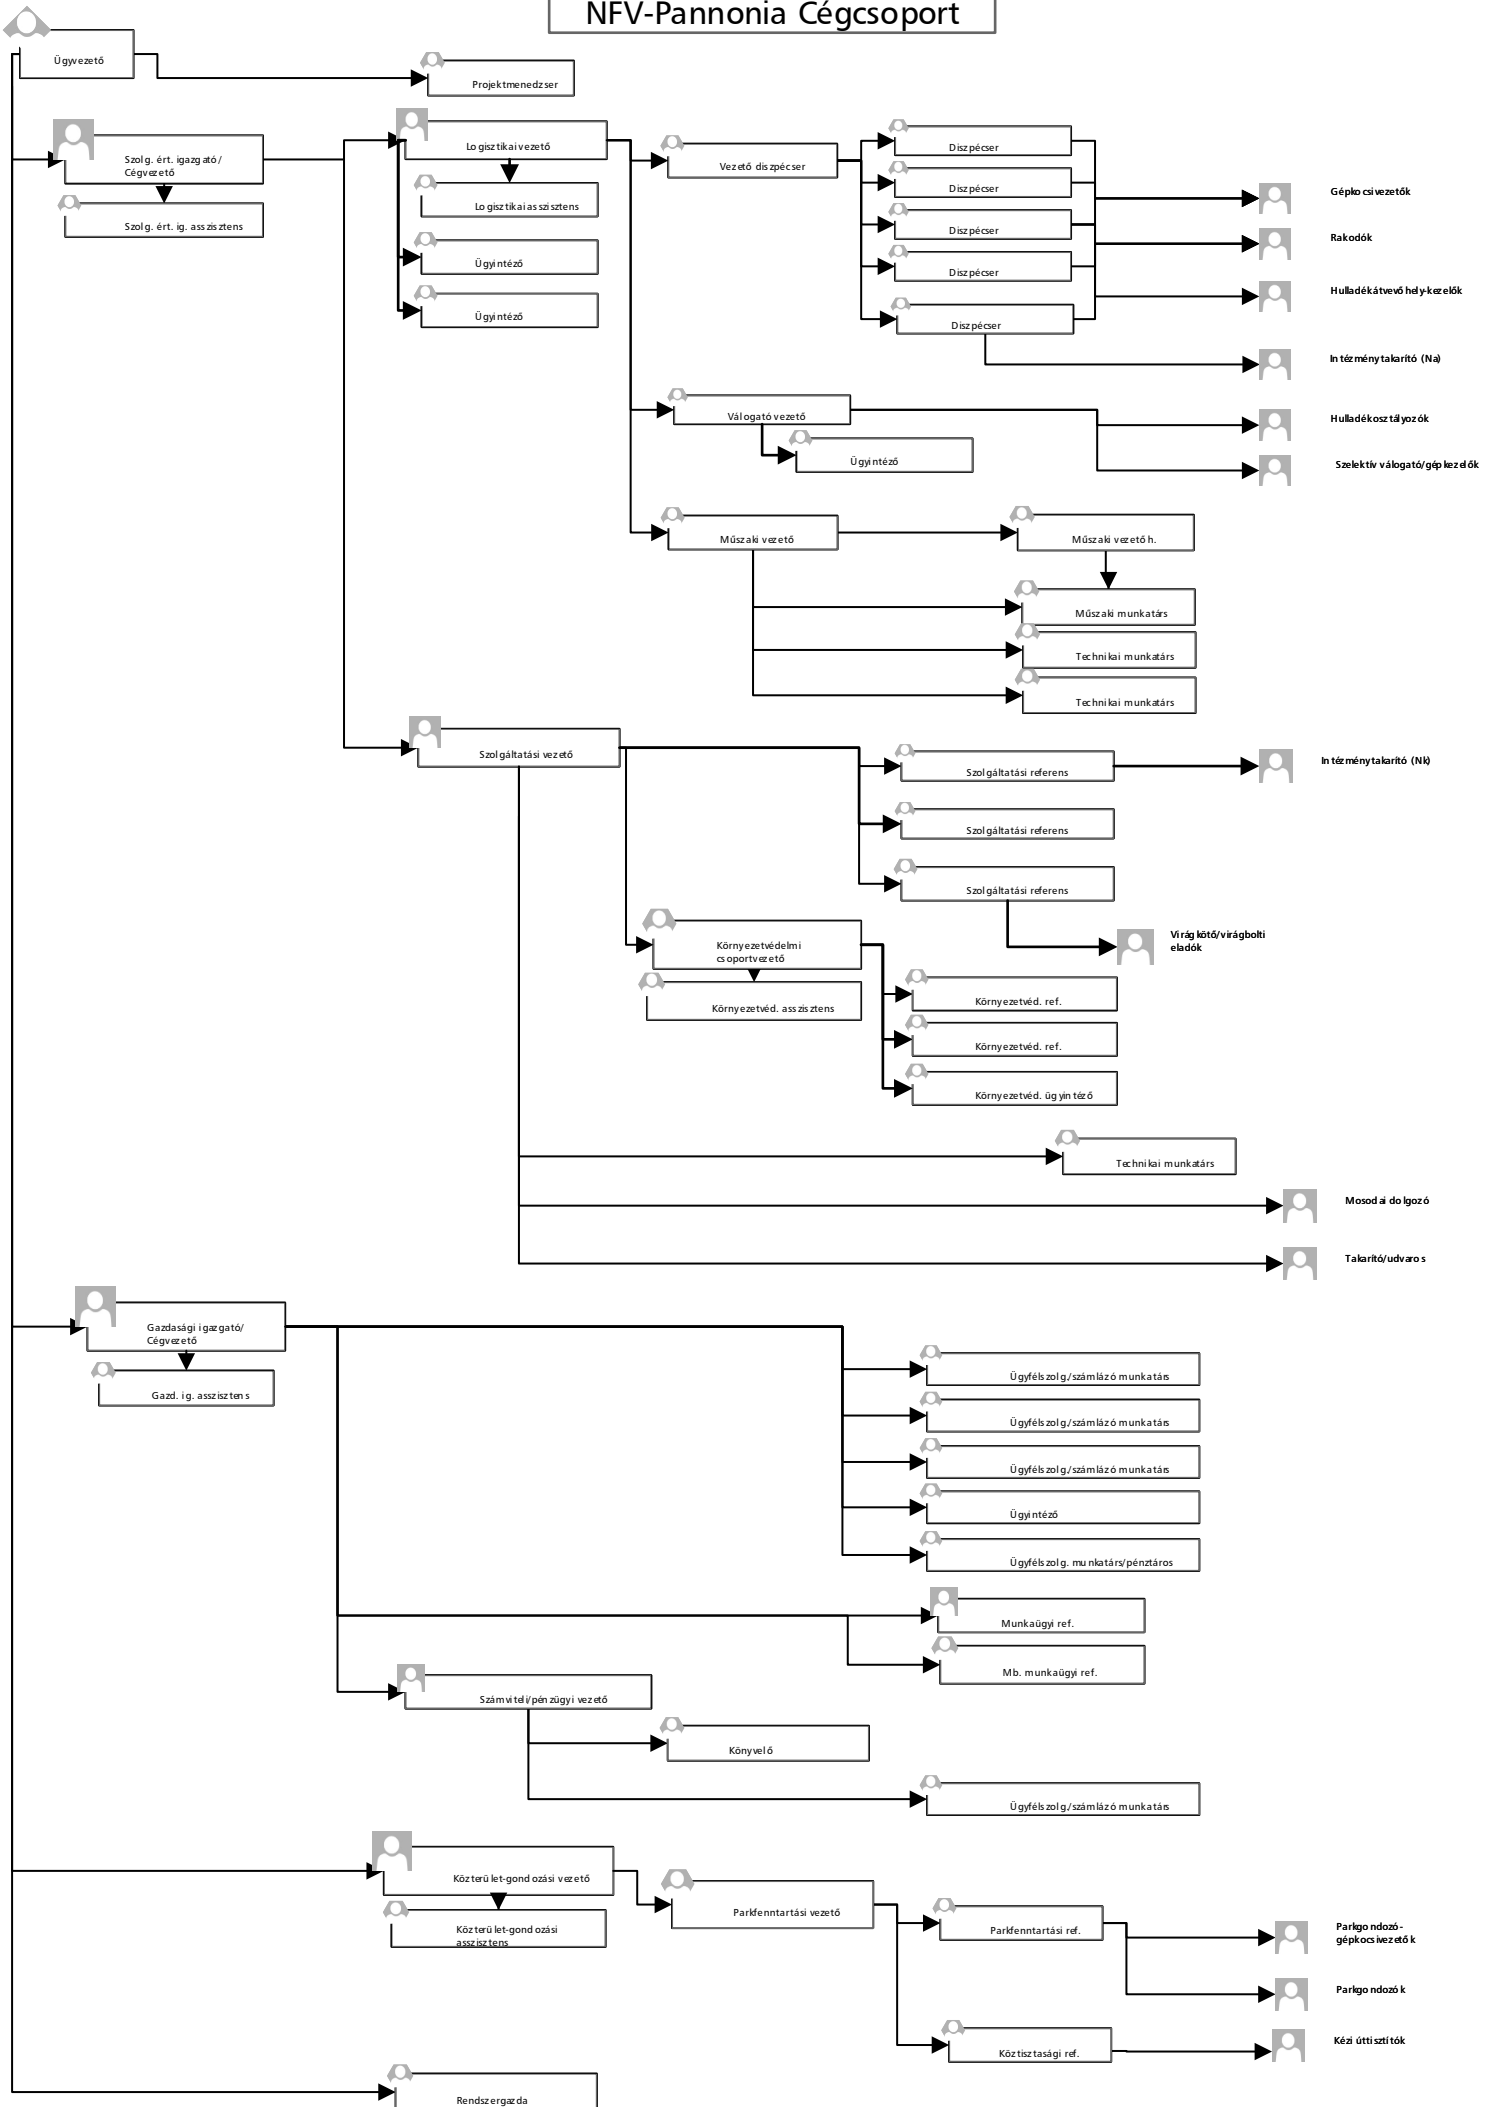 NFV-Pannonia Cégcsoport
Ügyvezető
Projektmenedzser
Szolg. ért. igazgató/
Cégvezető
Szolg. ért. ig. asszisztens
Logisztikai vezető
Logisztikai asszisztens
Ügyintéző
Ügyintéző
Vezető diszpécser
Diszpécser
Diszpécser
Diszpécser
Diszpécser
Diszpécser
Gépkocsivezetők
Rakodók
Hulladékátvevőhely-kezelők
Intézménytakarító (Na)
Válogató vezető
Ügyintéző
Hulladékosztályozók
Szelektív válogató/gépkezelők
Műszaki vezető
Műszaki vezető h.
Műszaki munkatárs
Technikai munkatárs
Technikai munkatárs
Szolgáltatási vezető
Szolgáltatási referens
Intézménytakarító (Nk)
Szolgáltatási referens
Szolgáltatási referens
Virágkötő/virágbolti
eladók
Környezetvédelmi
csoportvezető
Környezetvéd. asszisztens
Környezetvéd. ref.
Környezetvéd. ref.
Környezetvéd. ügyintéző
Technikai munkatárs
Mosodai dolgozó
Takarító/udvaros
Gazdasági igazgató/
Cégvezető
Gazd. ig. asszisztens
Ügyfélszolg./számlázó munkatárs
Ügyfélszolg./számlázó munkatárs
Ügyfélszolg./számlázó munkatárs
Ügyintéző
Ügyfélszolg. munkatárs/pénztáros
Munkaügyi ref.
Mb. munkaügyi ref.
Számviteli/pénzügyi vezető
Könyvelő
Ügyfélszolg./számlázó munkatárs
Közterület-gondozási vezető
Közterület-gondozási
asszisztens
Parkfenntartási vezető
Parkfenntartási ref.
Parkgondozó-
gépkocsivezetők
Parkgondozók
Köztisztasági ref.
Kézi úttisztítók
Rendszergazda